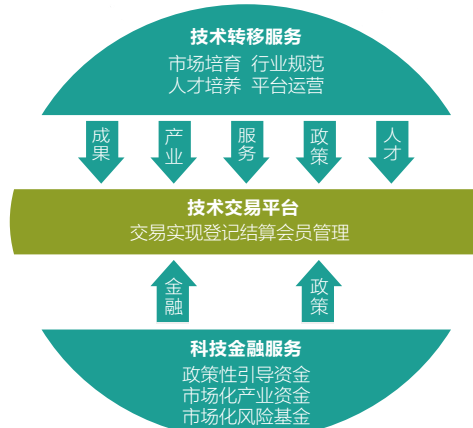 技术转移服务
市场培育 行业规范
人才培养 平台运营
成果
产业
服务
政策
人才
技术交易平台
交易实现登记结算会员管理
金融
政策
科技金融服务
政策性引导资金
市场化产业资金
市场化风险基金